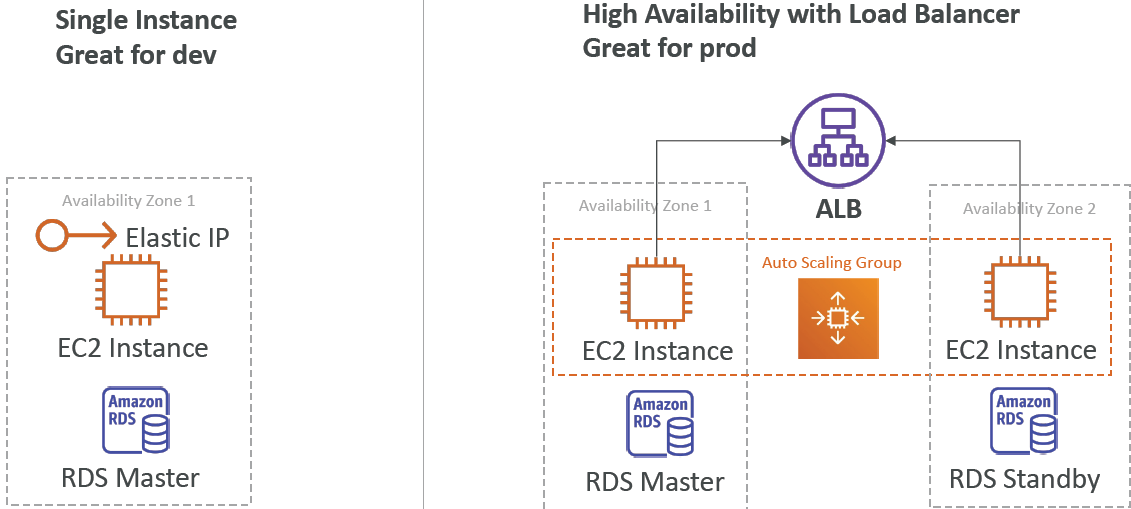 Single Instance
Great for dev
Availability Zone 1
Elastic IP
EC2 Instance
Amazon
RDS
RDS Master
High Availability with Load Balancer
Great for prod
ALB
Availability Zone 1
Availability Zone 2
Auto Scaling Group
EC2 Instance
EC2 Instance
Amazon
RDS
RDS Master
Amazon
RDS
RDS Standby